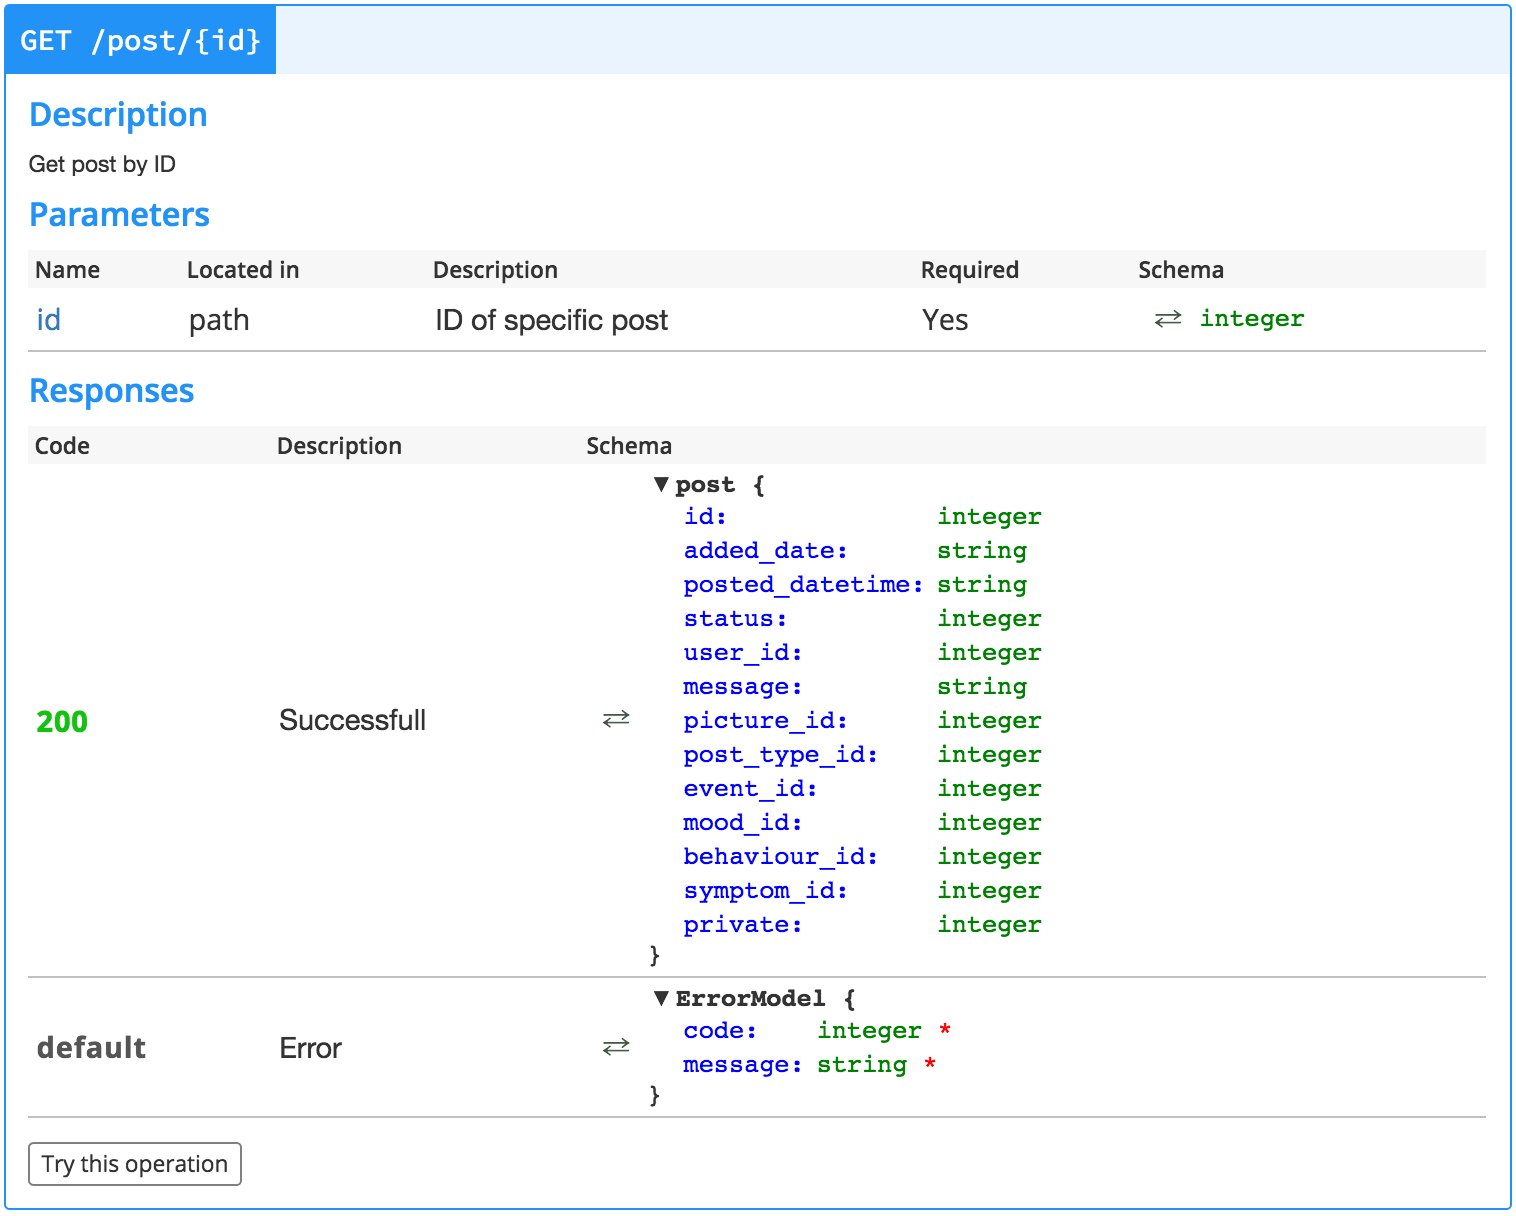 GET /post/{id}
Description
Get post by ID
Parameters
Name Located in Description Required Schema
id path ID of specific post Yes ⇄ integer
Responses
Code Description Schema
200 Successfull ⇄
▼ post {
id: integer
added_date: string
posted_datetime: string
status: integer
user_id: integer
message: string
picture_id: integer
post_type_id: integer
event_id: integer
mood_id: integer
behaviour_id: integer
symptom_id: integer
private: integer
}
default Error ⇄
▼ ErrorModel {
code: integer *
message: string *
}
Try this operation